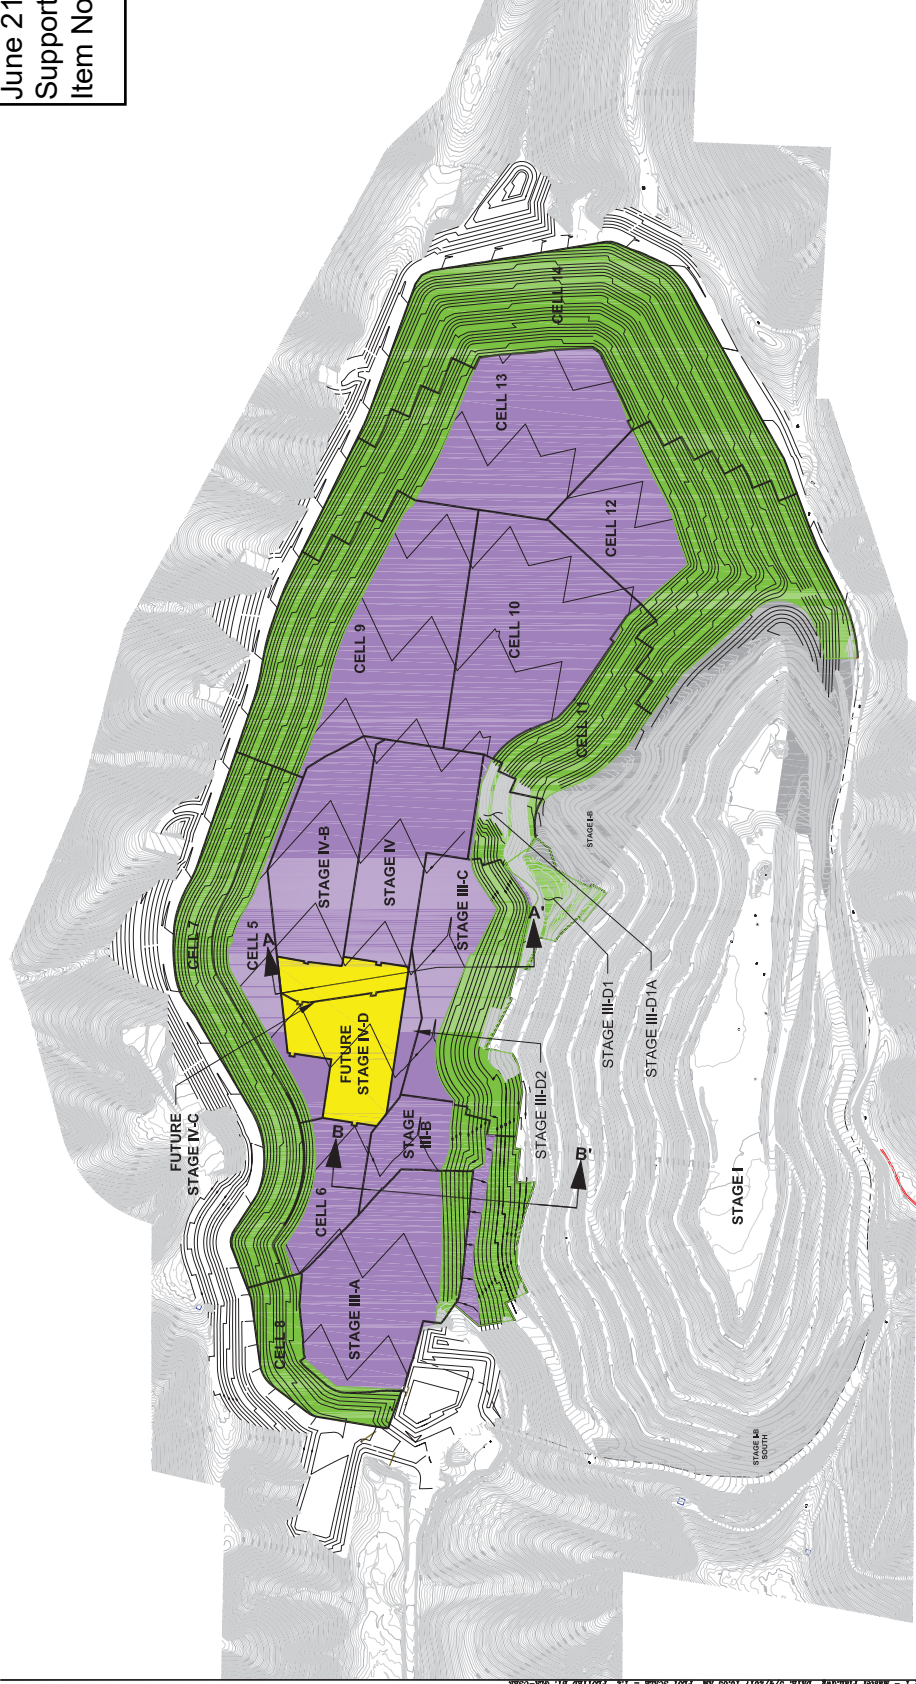 June 21
Support
Item No
CELL 14
CELL 13
CELL 12
CELL 10
CELL 9
CELL 11
STAGE IV-B
STAGE IV
STAGE III-C
STAGE I-B
CELL 7
CELL 5
A
A'
FUTURE
STAGE IV-D
STAGE III-D1
STAGE III-D1A
STAGE III-D2
FUTURE
STAGE IV-C
STAGE
III-B
B
B'
CELL 6
STAGE I
STAGE III-A
CELL 8
STAGE I-B
SOUTH